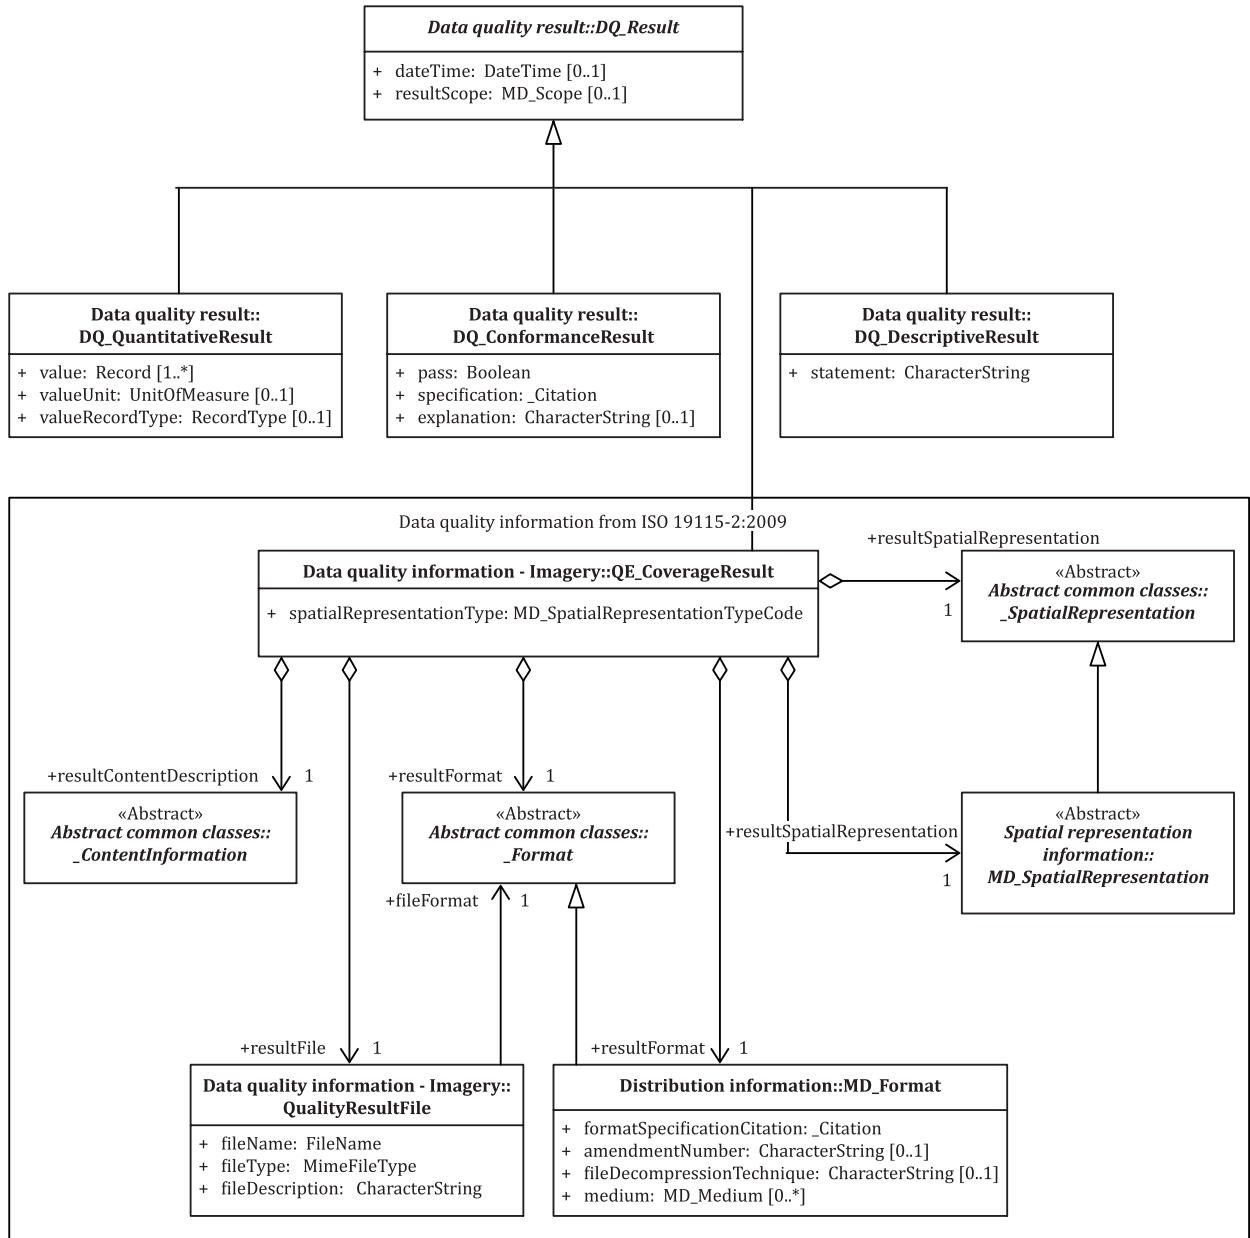 Data quality result::DQ_Result
+ dateTime: DateTime [0..1]
+ resultScope: MD_Scope [0..1]
Data quality result::
DQ_QuantitativeResult
+ value: Record [1..*]
+ valueUnit: UnitOfMeasure [0..1]
+ valueRecordType: RecordType [0..1]
Data quality result::
DQ_ConformanceResult
+ pass: Boolean
+ specification: _Citation
+ explanation: CharacterString [0..1]
Data quality result::
DQ_DescriptiveResult
+ statement: CharacterString
Data quality information from ISO 19115-2:2009
Data quality information - Imagery::QE_CoverageResult
+ spatialRepresentationType: MD_SpatialRepresentationTypeCode
+resultSpatialRepresentation
1
«Abstract»
Abstract common classes::
_SpatialRepresentation
+resultContentDescription 1
«Abstract»
Abstract common classes::
_ContentInformation
+resultFormat 1
«Abstract»
Abstract common classes::
_Format
+resultSpatialRepresentation
1
«Abstract»
Spatial representation
information::
MD_SpatialRepresentation
+fileFormat 1
+resultFile 1
Data quality information - Imagery::
QualityResultFile
+ fileName: FileName
+ fileType: MimeFileType
+ fileDescription: CharacterString
+resultFormat 1
Distribution information::MD_Format
+ formatSpecificationCitation: _Citation
+ amendmentNumber: CharacterString [0..1]
+ fileDecompressionTechnique: CharacterString [0..1]
+ medium: MD_Medium [0..*]